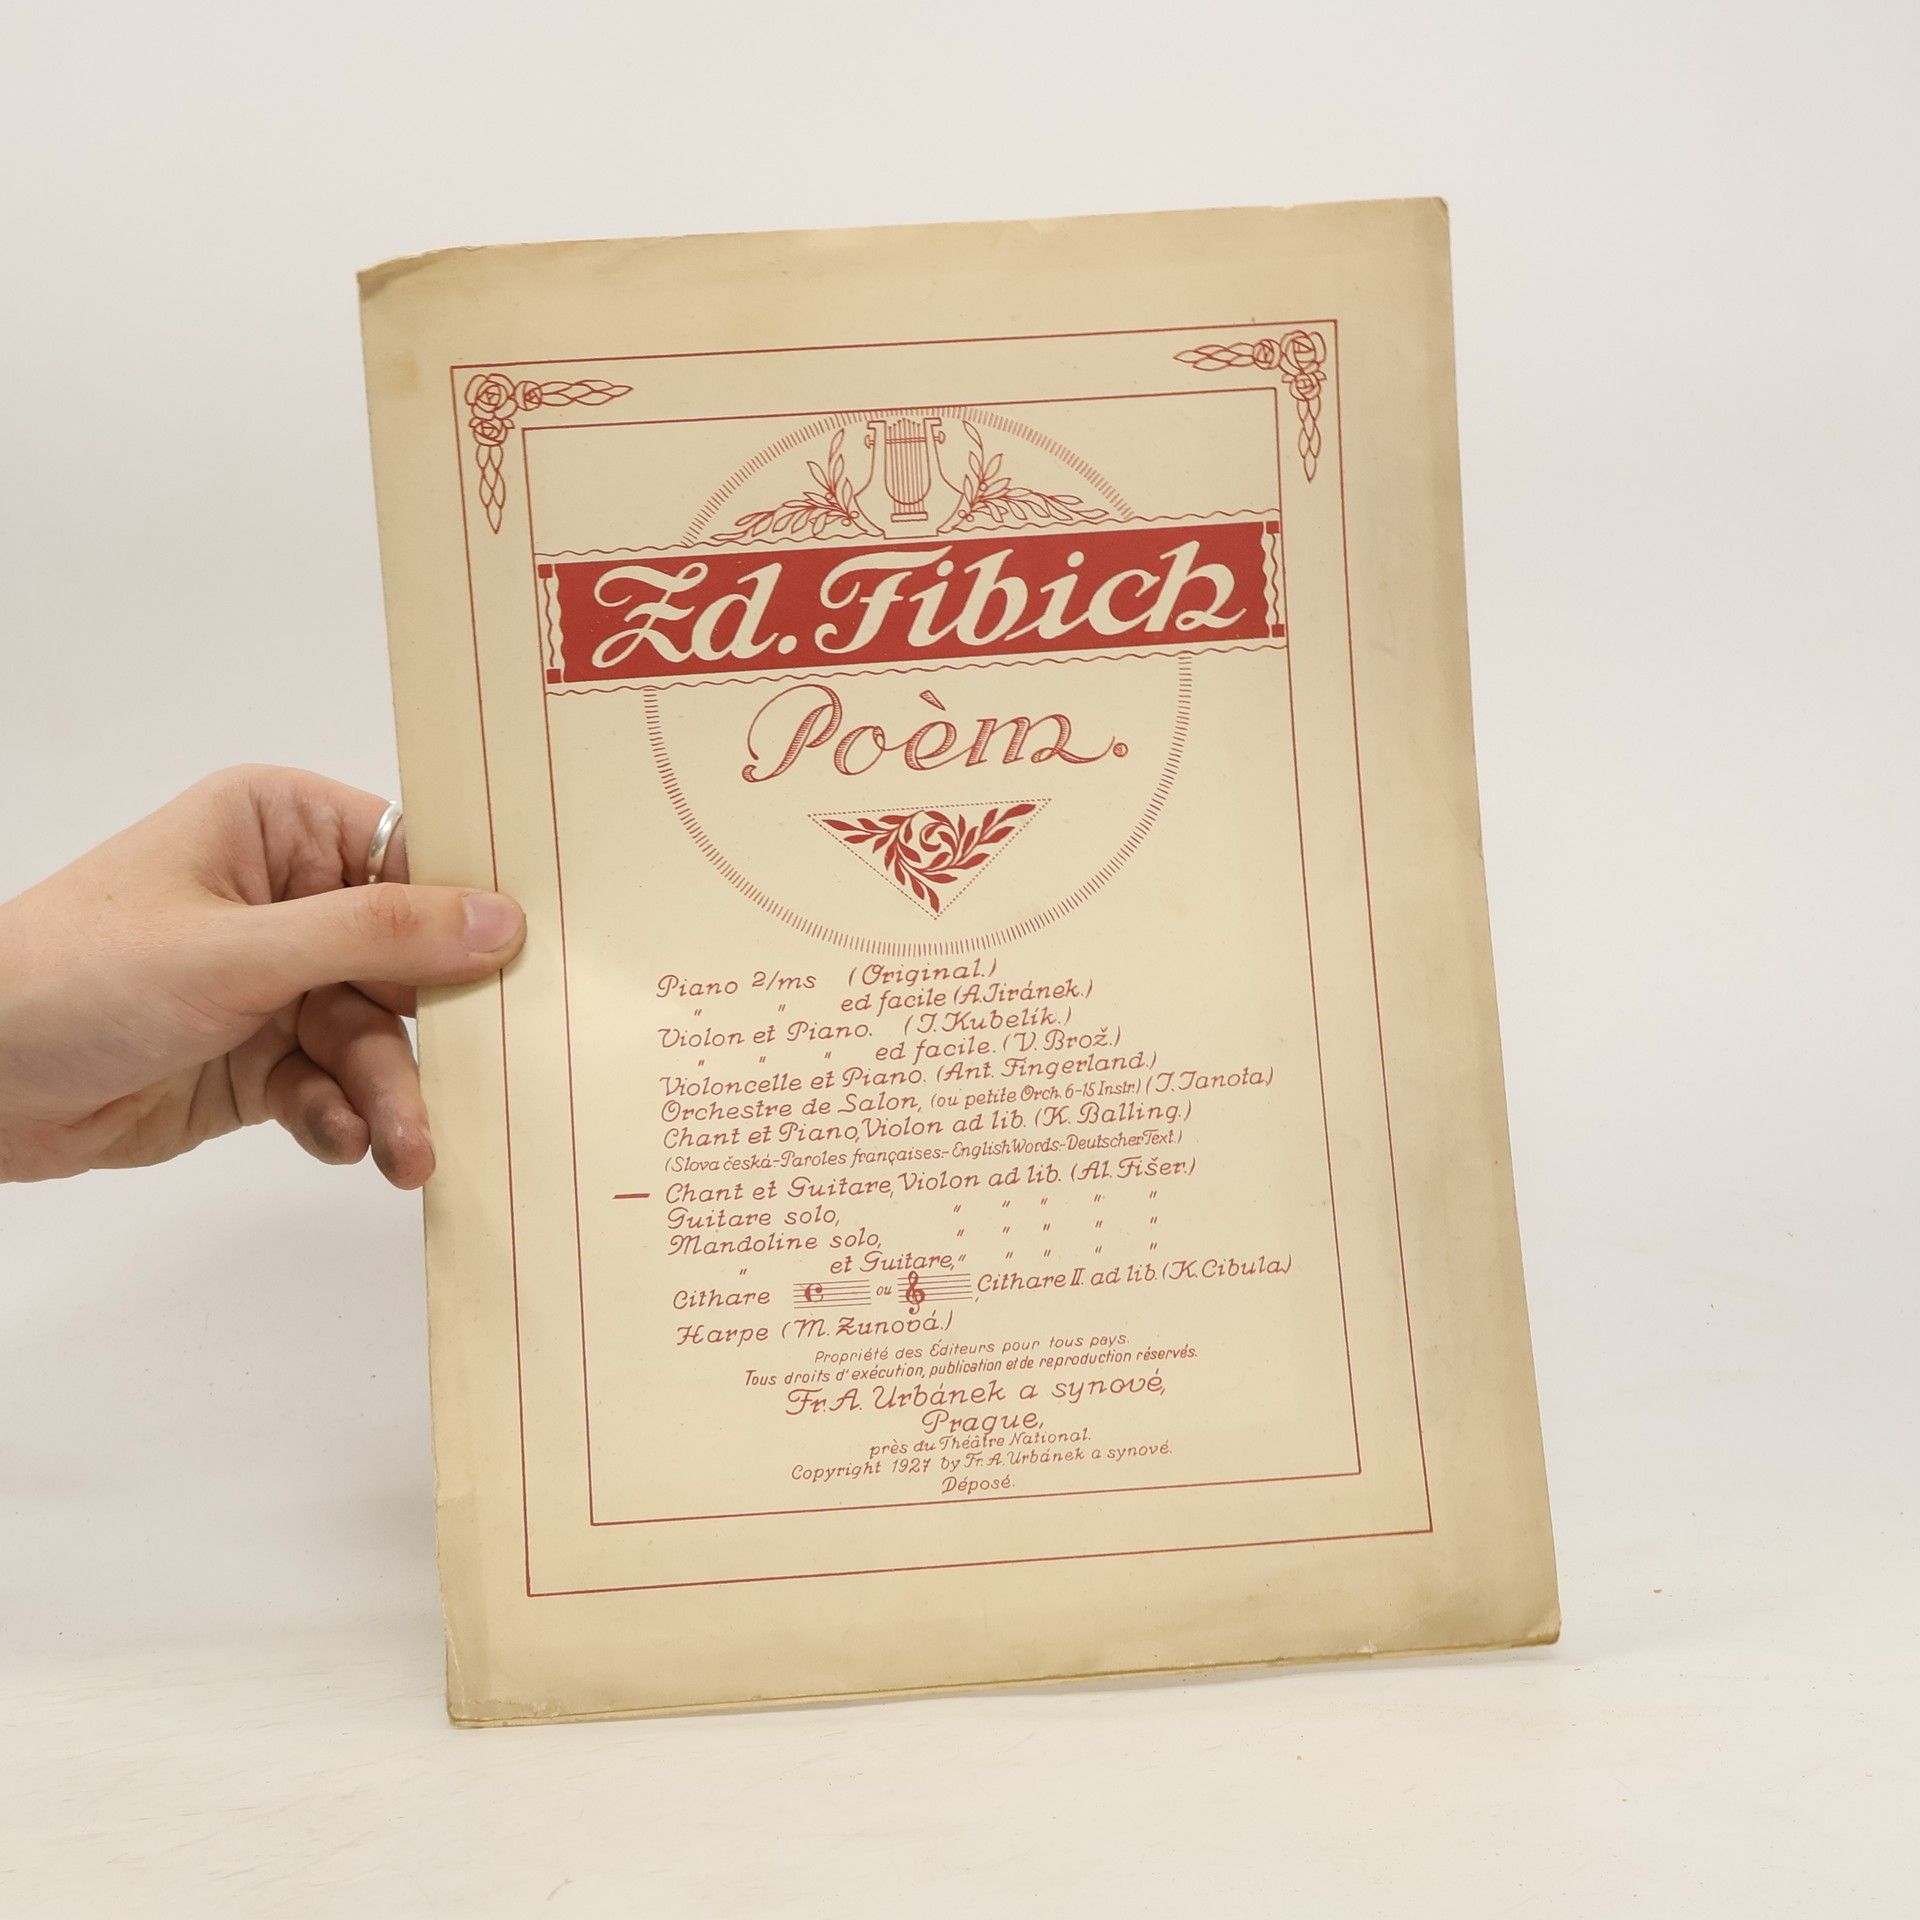 Zd. Fibich
Poèm.
Piano 2/ms (Original.)
" " ed facile (A. Jiránek.)
Violon et Piano. (J. Kubelík.)
" " " ed facile. (V. Brož.)
Violoncelle et Piano. (Ant. Fingerland.)
Orchestre de Salon, (ou petite Orch. 6-15 Instr.) (J. Janota.)
Chant et Piano, Violon ad lib. (K. Balling.)
(Slova česká-Paroles françaises-English Words-Deutscher Text.)
— Chant et Guitare, Violon ad lib. (Al. Fišer.)
Guitare solo, " " " " "
Mandoline solo, " " " " "
" et Guitare, " " " " "
Cithare ou , Cithare II. ad lib. (K. Cibula.)
Harpe (M. Zunová.)
Propriété des Éditeurs pour tous pays.
Tous droits d'exécution, publication et de reproduction réservés.
Fr. A. Urbánek a synové,
Prague,
près du Théâtre National.
Copyright 1927 by Fr. A. Urbánek a synové.
Déposé.